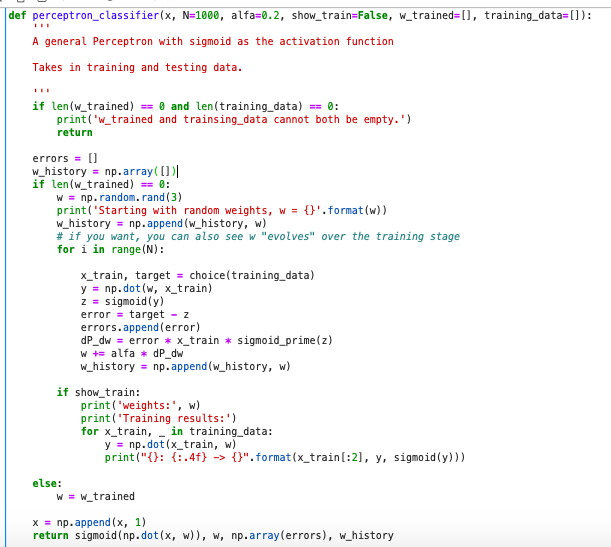 def perceptron_classifier(x, N=1000, alfa=0.2, show_train=False, w_trained=[], training_data=[]):
    '''
    A general Perceptron with sigmoid as the activation function

    Takes in training and testing data.

    '''
    if len(w_trained) == 0 and len(training_data) == 0:
        print('w_trained and trainsing_data cannot both be empty.')
        return

    errors = []
    w_history = np.array([])
    if len(w_trained) == 0:
        w = np.random.rand(3)
        print('Starting with random weights, w = {}'.format(w))
        w_history = np.append(w_history, w)
        # if you want, you can also see w "evolves" over the training stage
        for i in range(N):

            x_train, target = choice(training_data)
            y = np.dot(w, x_train)
            z = sigmoid(y)
            error = target - z
            errors.append(error)
            dP_dw = error * x_train * sigmoid_prime(z)
            w += alfa * dP_dw
            w_history = np.append(w_history, w)

        if show_train:
            print('weights:', w)
            print('Training results:')
            for x_train, _ in training_data:
                y = np.dot(x_train, w)
                print("{}: {:.4f} -> {}".format(x_train[:2], y, sigmoid(y)))

    else:
        w = w_trained

    x = np.append(x, 1)
    return sigmoid(np.dot(x, w)), w, np.array(errors), w_history